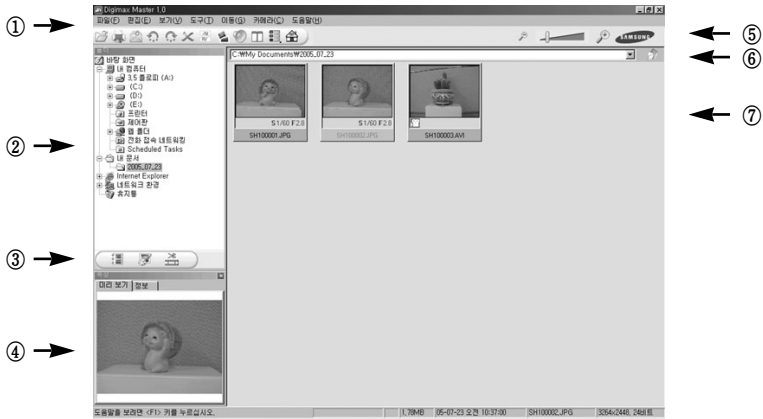 Digimax Master 1.0
파일(F) 편집(E) 보기(V) 도구(T) 이동(G) 카메라(C) 도움말(H)
①
⑤
SAMSUNG
⑥
C:₩My Documents₩2005_07_23
바탕 화면
내 컴퓨터
3,5 플로피 (A:)
(C:)
(D:)
(E:)
프린터
제어판
웹 폴더
전화 접속 네트워킹
Scheduled Tasks
내 문서
2005_07_23
Internet Explorer
네트워크 환경
휴지통
②
S1/60 F2.8
SH100001.JPG
S1/60 F2.8
SH100002.JPG
SH100003.AVI
⑦
③
미리 보기 정보
④
도움말을 보려면 <F1> 키를 누르십시오.
1.78MB 05-07-23 오전 10:37:00 SH100002.JPG 3264x2448, 24비트